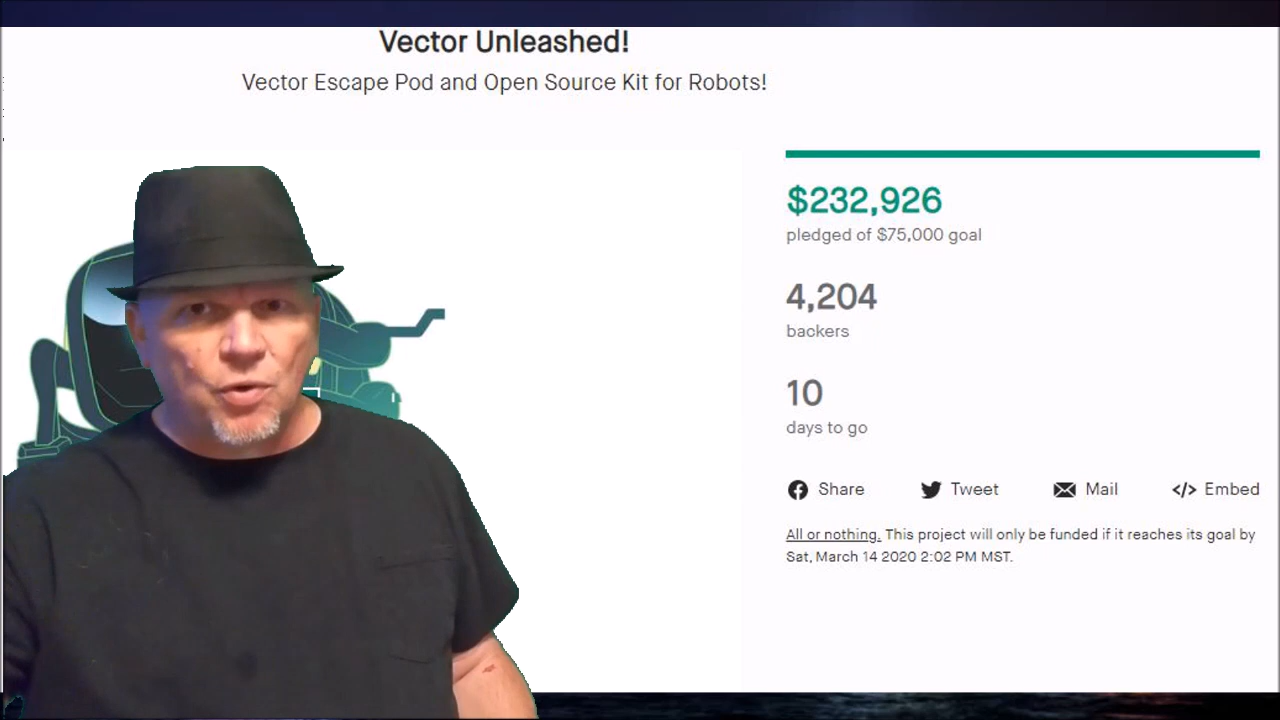 Vector Unleashed!
Vector Escape Pod and Open Source Kit for Robots!
$232,926
pledged of $75,000 goal
4,204
backers
10
days to go
Share Tweet Mail </> Embed
All or nothing. This project will only be funded if it reaches its goal by
Sat, March 14 2020 2:02 PM MST.